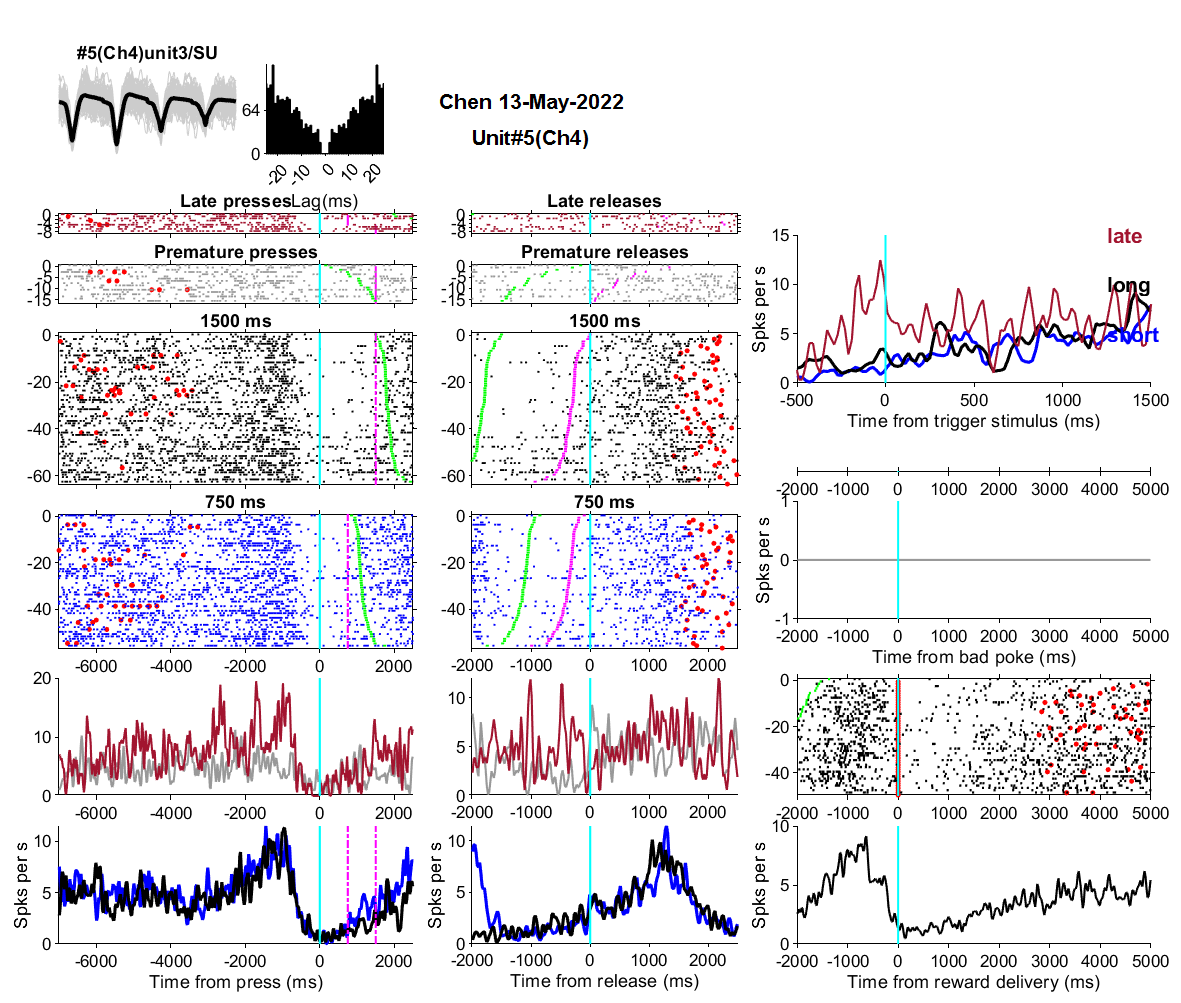 #5(Ch4)unit3/SU
64
0
-20 -10 0 10 20
Lag(ms)
Chen 13-May-2022
Unit#5(Ch4)
Late presses
0
-4
-8
Late releases
0
-4
-8
Premature presses
0
-5
-10
-15
Premature releases
0
-5
-10
-15
1500 ms
0
-20
-40
-60
1500 ms
0
-20
-40
-60
750 ms
0
-20
-40
-6000 -4000 -2000 0 2000
750 ms
0
-20
-40
-2000 -1000 0 1000 2000
20
10
0
-6000 -4000 -2000 0 2000
10
5
0
-2000 -1000 0 1000 2000
Spks per s
10
5
0
-6000 -4000 -2000 0 2000
Time from press (ms)
Spks per s
10
5
0
-2000 -1000 0 1000 2000
Time from release (ms)
late
long
short
Spks per s
15
10
5
0
-500 0 500 1000 1500
Time from trigger stimulus (ms)
-2000 -1000 0 1000 2000 3000 4000 5000
Spks per s
1
0
-1
-2000 -1000 0 1000 2000 3000 4000 5000
Time from bad poke (ms)
0
-20
-40
-2000 -1000 0 1000 2000 3000 4000 5000
Spks per s
10
5
0
-2000 -1000 0 1000 2000 3000 4000 5000
Time from reward delivery (ms)